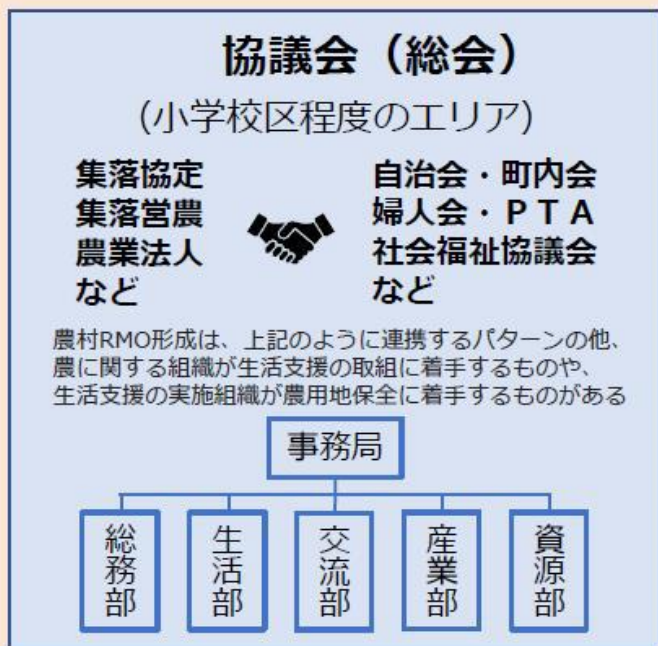 協議会（総会）
(小学校区程度のエリア)
集落協定
集落営農
農業法人
など
自治会・町内会
婦人会・ＰＴＡ
社会福祉協議会
など
農村RMO形成は、上記のように連携するパターンの他、
農に関する組織が生活支援の取組に着手するものや、
生活支援の実施組織が農用地保全に着手するものがある
事務局
総務部
生活部
交流部
産業部
資源部